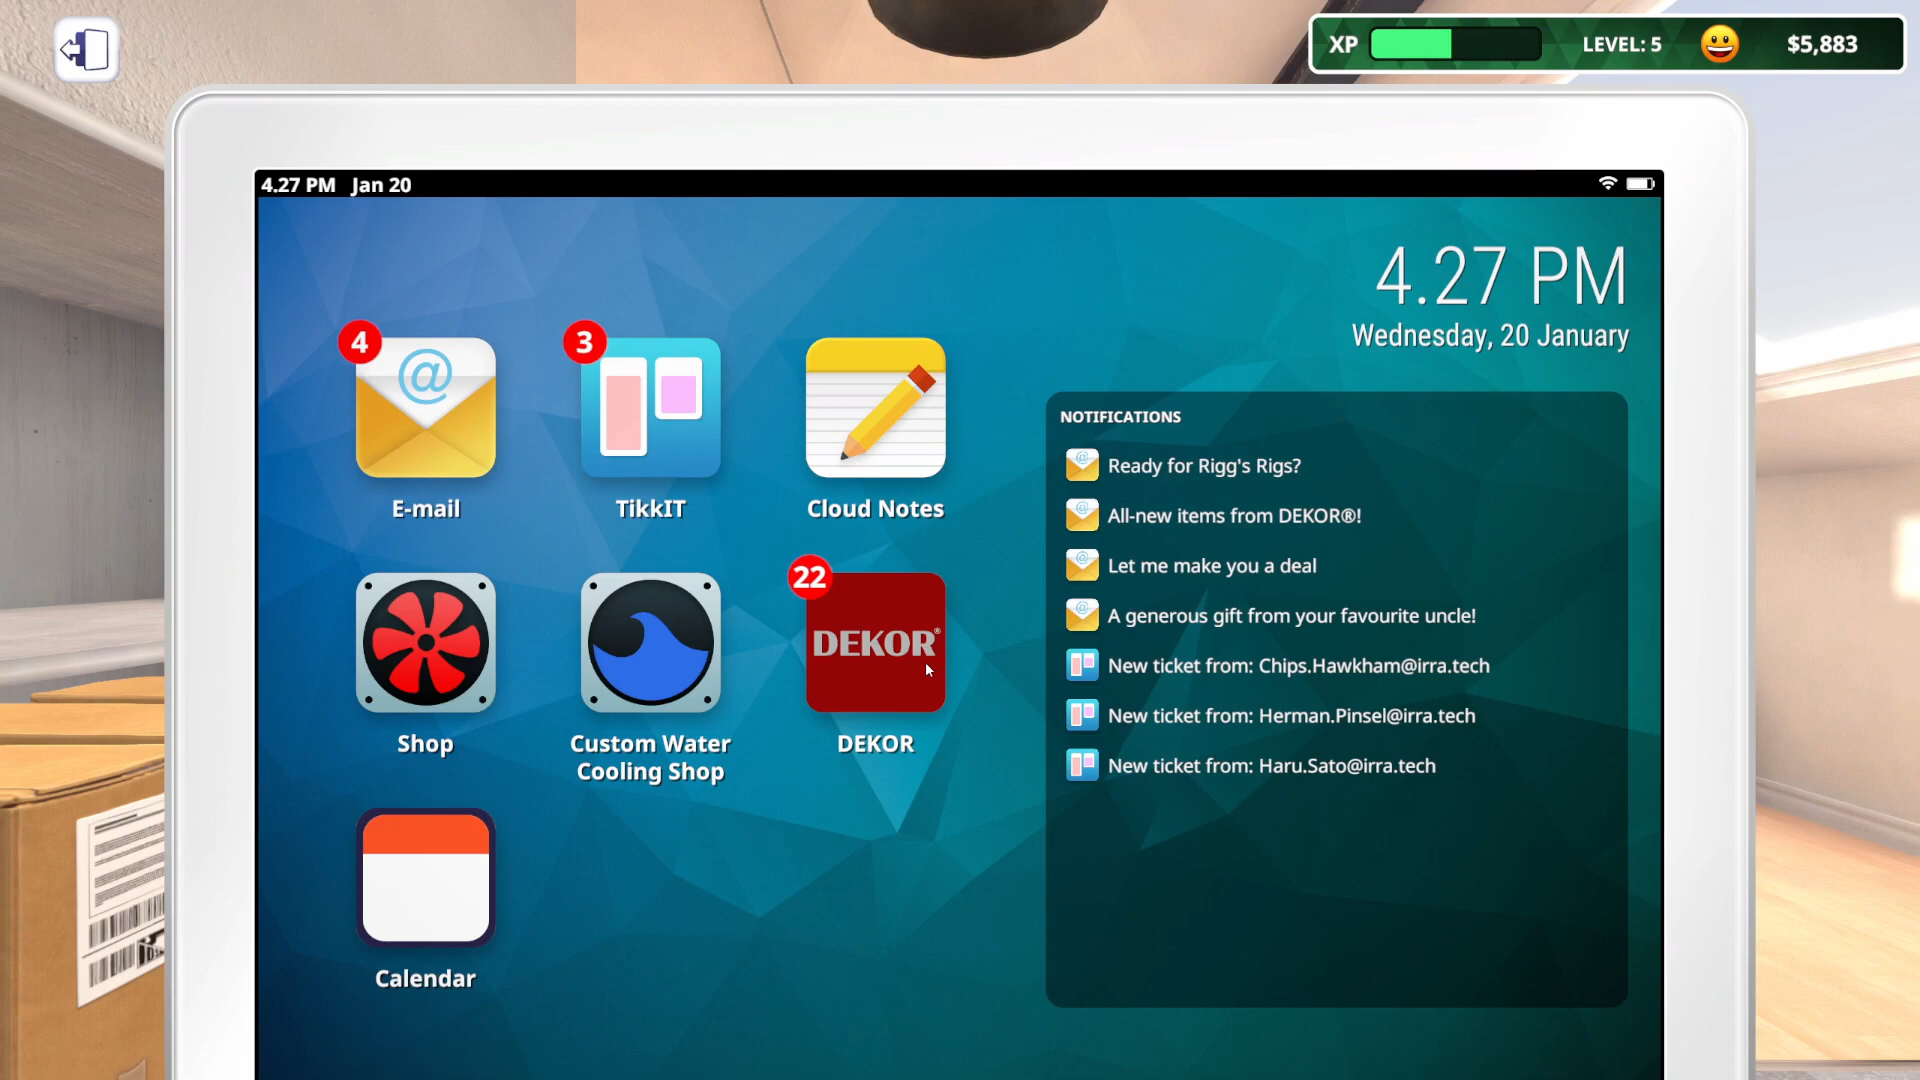 XP
LEVEL: 5
$5,883
4.27 PM Jan 20
4.27 PM
Wednesday, 20 January
4
@
E-mail
3
TikkIT
Cloud Notes
Shop
Custom Water
Cooling Shop
22
DEKOR®
DEKOR
Calendar
NOTIFICATIONS
Ready for Rigg's Rigs?
All-new items from DEKOR®!
Let me make you a deal
A generous gift from your favourite uncle!
New ticket from: Chips.Hawkham@irra.tech
New ticket from: Herman.Pinsel@irra.tech
New ticket from: Haru.Sato@irra.tech